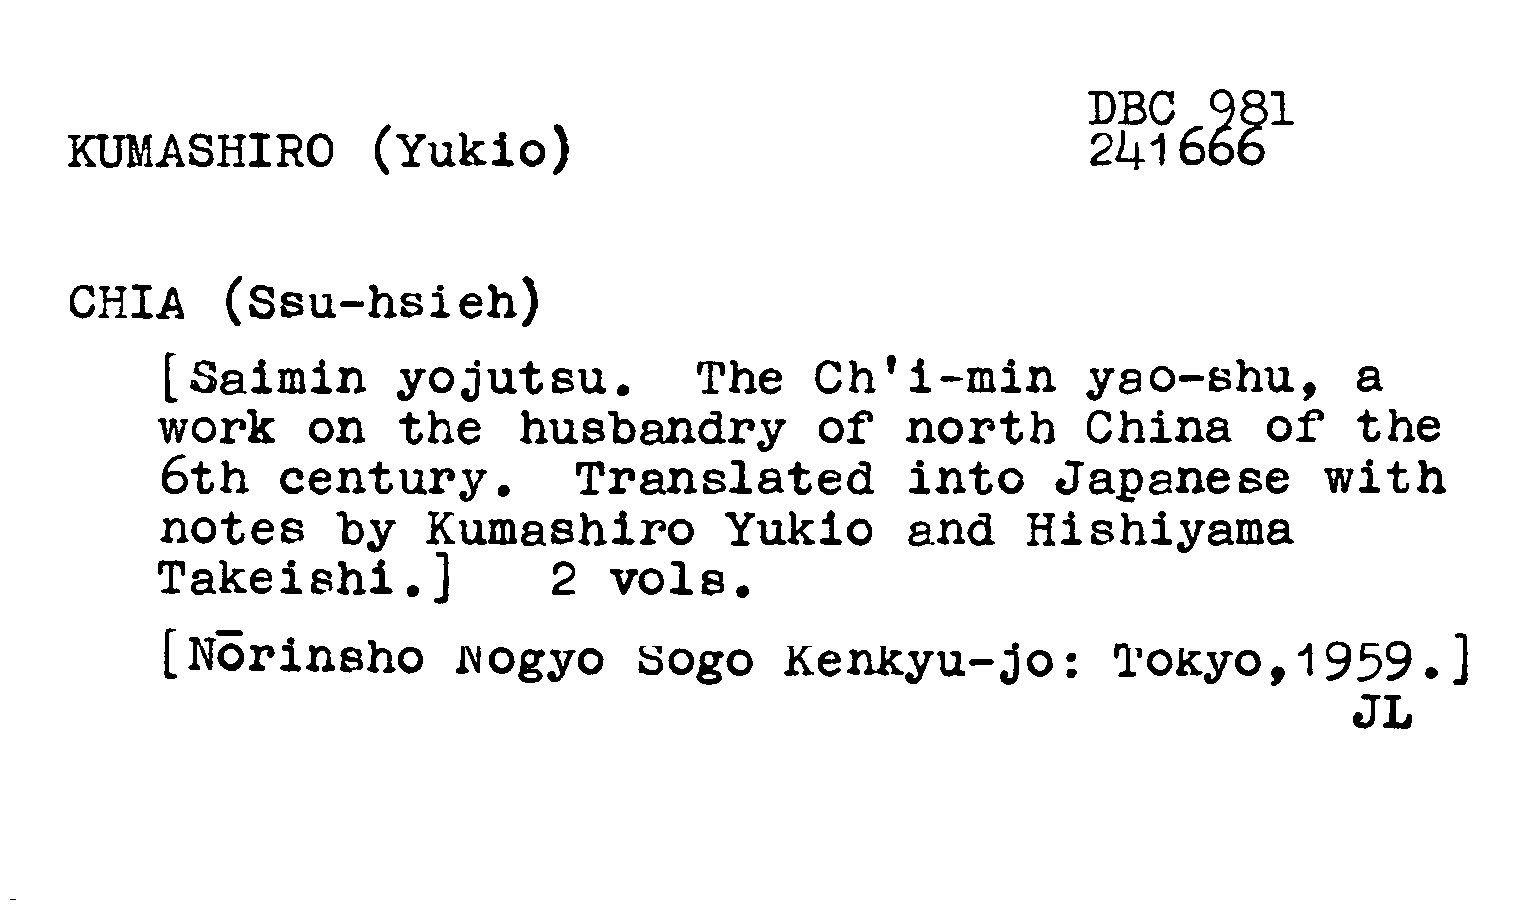 DBC 981
KUMASHIRO (Yukio)
241666
CHIA (Ssu-hsieh)
[Saimin yojutsu. The Ch'i-min yao-shu, a
work on the husbandry of north China of the
6th century. Translated into Japanese with
notes by Kumashiro Yukio and Hishiyama
Takeishi.] 2 vols.
[Nōrinsho Nogyo Sogo Kenkyu-jo: Tokyo,1959.]
JL